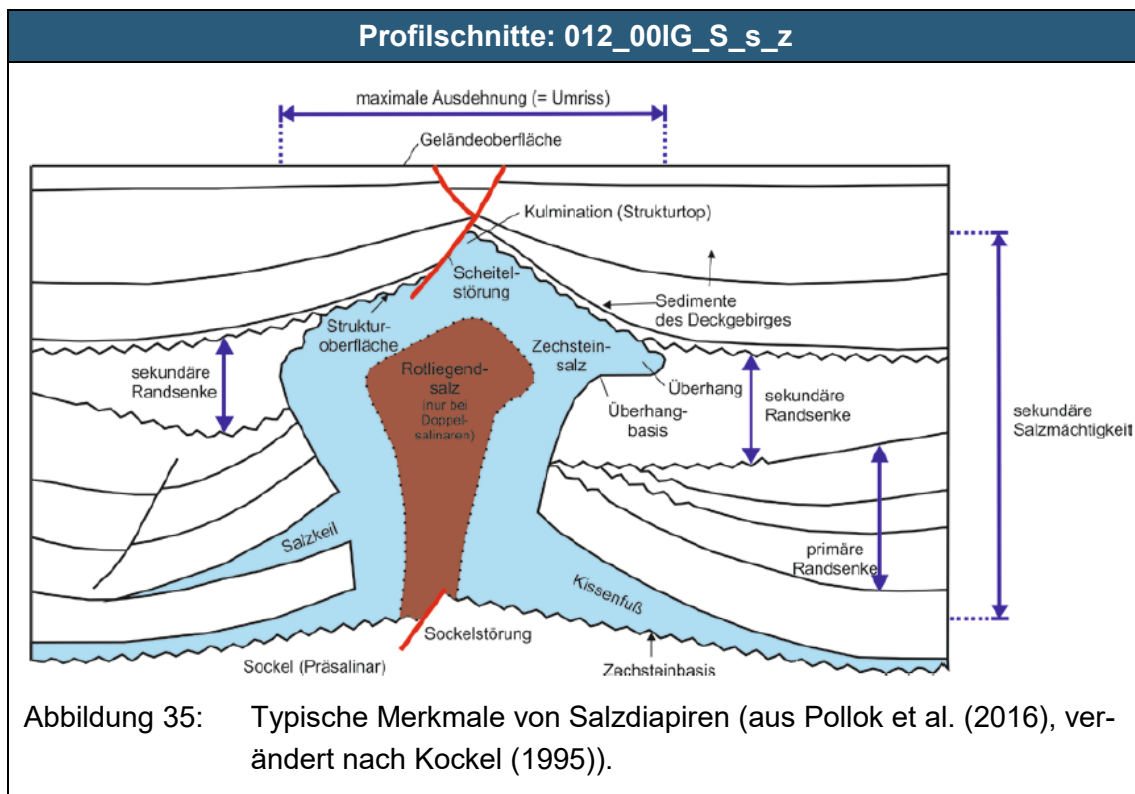 Profilschnitte: 012_00IG_S_s_z
maximale Ausdehnung (= Umriss)
Geländeoberfläche
Kulmination (Strukturtop)
Scheitel-
störung
Sedimente
des Deckgebirges
Struktur-
oberfläche
Zechstein-
salz
sekundäre
Randsenke
Rotliegend-
salz
(nur bei
Doppel-
salinaren)
Überhang
Überhang-
basis
sekundäre
Randsenke
sekundäre
Salzmächtigkeit
Salzkeil
primäre
Randsenke
Kissenfuß
Sockelstörung
Sockel (Präsalinar)
Zechsteinbasis
Abbildung 35: Typische Merkmale von Salzdiapiren (aus Pollok et al. (2016), ver-
ändert nach Kockel (1995)).